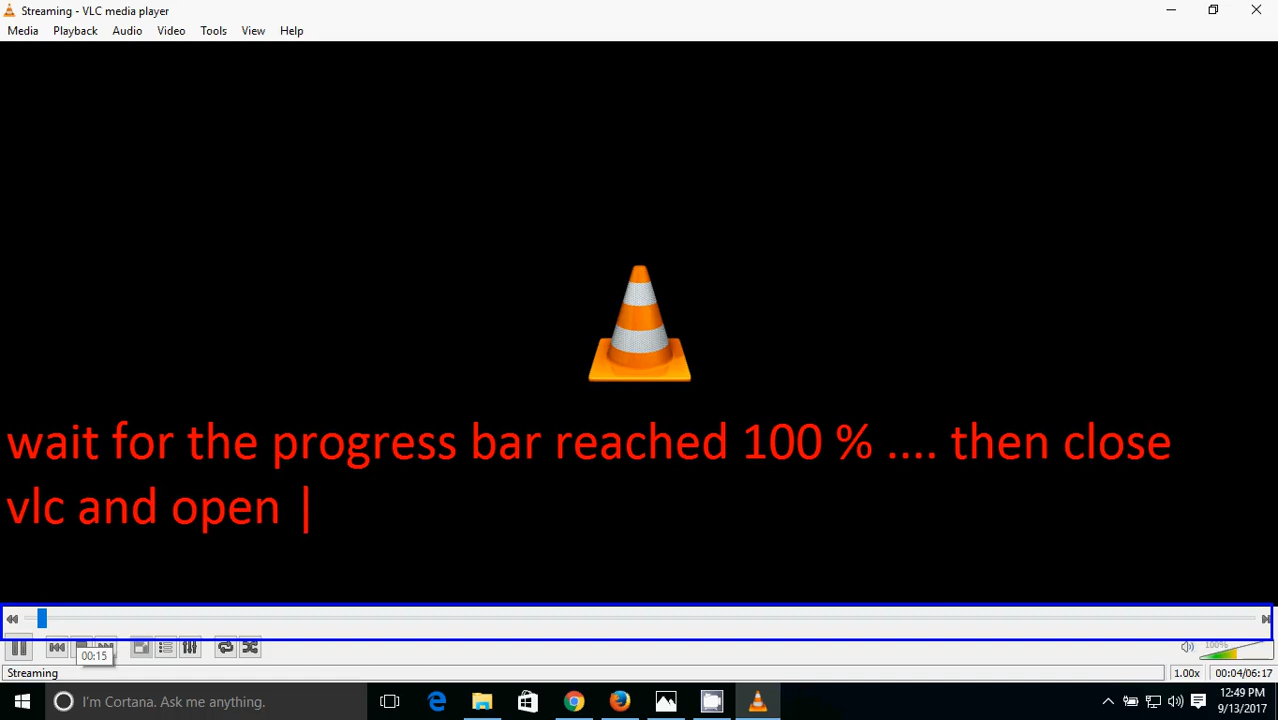 Streaming - VLC media player
Media Playback Audio Video Tools View Help
wait for the progress bar reached 100 % .... then close
vlc and open |
00:15
100%
Streaming
1.00x
00:04/06:17
I'm Cortana. Ask me anything.
12:49 PM
9/13/2017